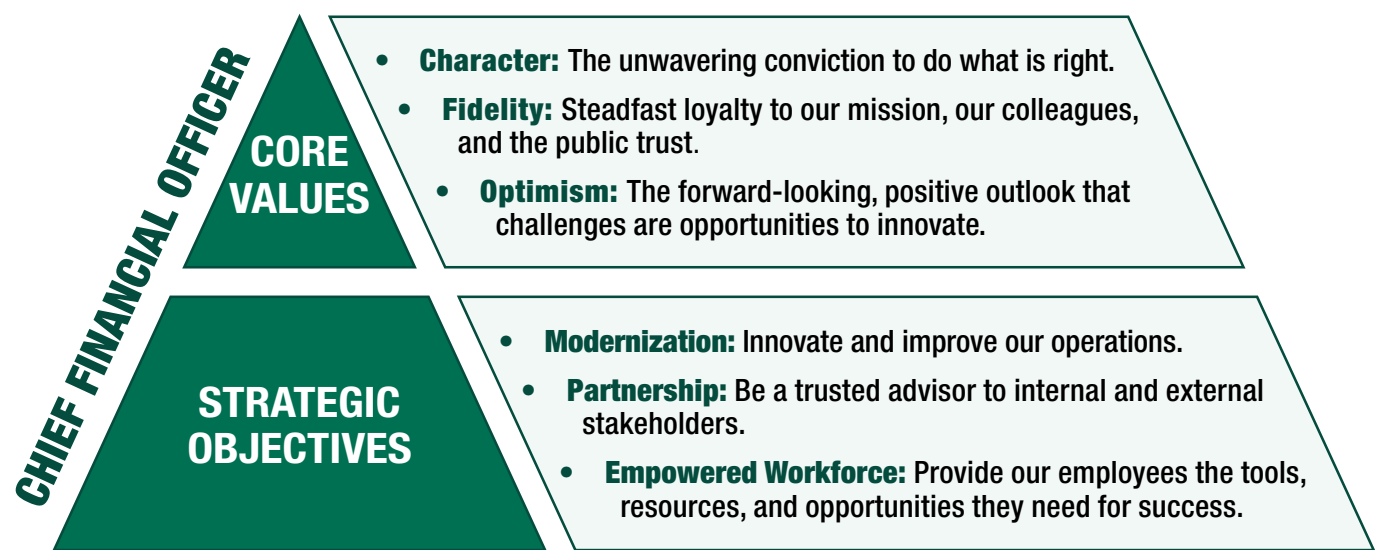 CHIEF FINANCIAL OFFICER
CORE
VALUES
• Character: The unwavering conviction to do what is right.
• Fidelity: Steadfast loyalty to our mission, our colleagues,
and the public trust.
• Optimism: The forward-looking, positive outlook that
challenges are opportunities to innovate.
STRATEGIC
OBJECTIVES
• Modernization: Innovate and improve our operations.
• Partnership: Be a trusted advisor to internal and external
stakeholders.
• Empowered Workforce: Provide our employees the tools,
resources, and opportunities they need for success.